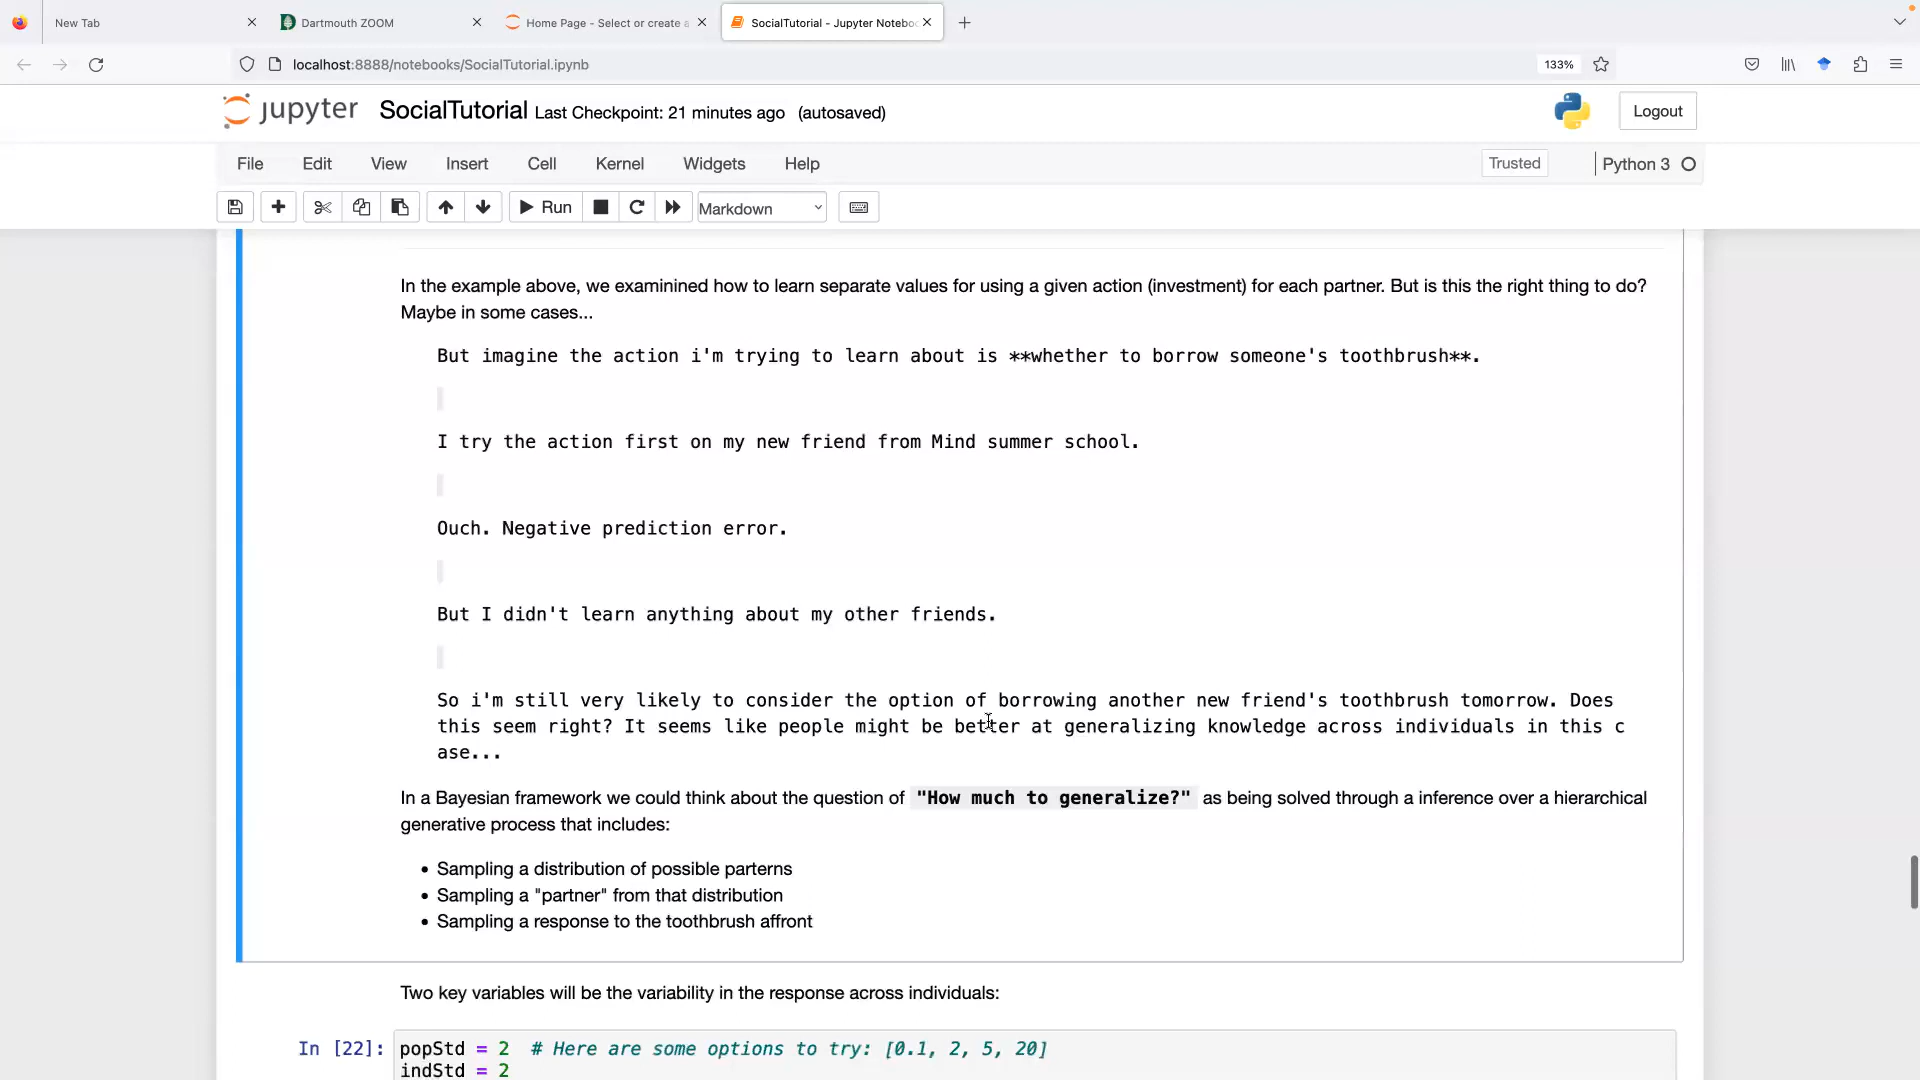 New Tab
Dartmouth ZOOM
Home Page - Select or create a
SocialTutorial - Jupyter Notebo
localhost:8888/notebooks/SocialTutorial.ipynb
133%
jupyter SocialTutorial Last Checkpoint: 21 minutes ago (autosaved)
Logout
File Edit View Insert Cell Kernel Widgets Help
Trusted
Python 3
Run
Markdown
In the example above, we examinined how to learn separate values for using a given action (investment) for each partner. But is this the right thing to do?
Maybe in some cases...
But imagine the action i'm trying to learn about is **whether to borrow someone's toothbrush**.
I try the action first on my new friend from Mind summer school.
Ouch. Negative prediction error.
But I didn't learn anything about my other friends.
So i'm still very likely to consider the option of borrowing another new friend's toothbrush tomorrow. Does
this seem right? It seems like people might be better at generalizing knowledge across individuals in this c
ase...
In a Bayesian framework we could think about the question of "How much to generalize?" as being solved through a inference over a hierarchical
generative process that includes:
• Sampling a distribution of possible parterns
• Sampling a "partner" from that distribution
• Sampling a response to the toothbrush affront
Two key variables will be the variability in the response across individuals:
In [22]: popStd = 2 # Here are some options to try: [0.1, 2, 5, 20]
indStd = 2